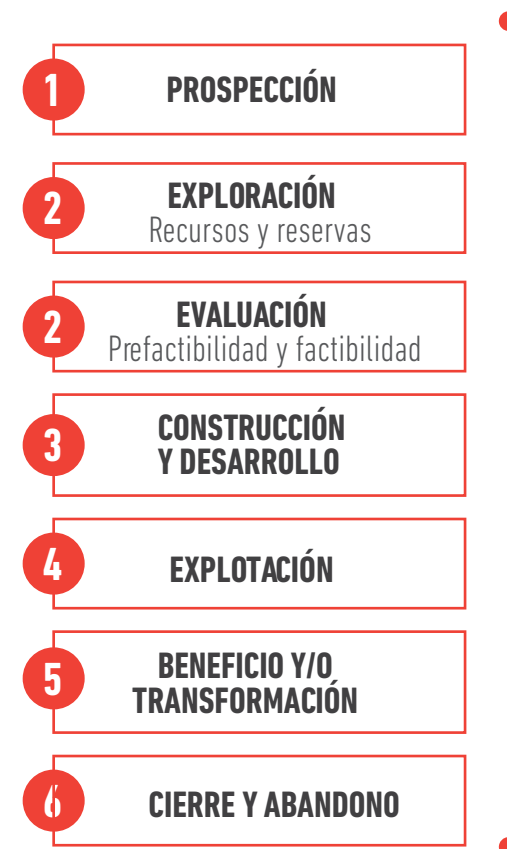 1
PROSPECCIÓN
2
EXPLORACIÓN
Recursos y reservas
2
EVALUACIÓN
Prefactibilidad y factibilidad
3
CONSTRUCCIÓN
Y DESARROLLO
4
EXPLOTACIÓN
5
BENEFICIO Y/O
TRANSFORMACIÓN
6
CIERRE Y ABANDONO